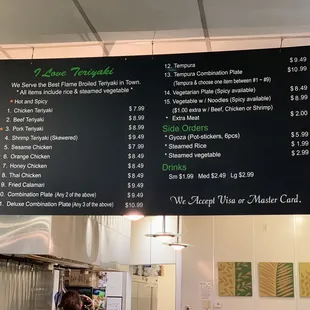 I Love Teriyaki
We Serve the Best Flame Broiled Teriyaki in Town.
* All items include rice & steamed vegetable *
* Hot and Spicy
1. Chicken Teriyaki $7.99
2. Beef Teriyaki $8.99
3. Pork Teriyaki $8.99
4. Shrimp Teriyaki (Skewered) $9.49
5. Sesame Chicken $7.99
6. Orange Chicken $8.49
7. Honey Chicken $8.49
8. Thai Chicken $8.49
9. Fried Calamari $9.49
0. Combination Plate (Any 2 of the above) $9.49
1. Deluxe Combination Plate (Any 3 of the above) $10.99
12. Tempura $9.49
13. Tempura Combination Plate $10.99
(Tempura & choose one item between #1 ~ #9)
14. Vegetarian Plate (Spicy available) $8.49
15. Vegetable w/ Noodles (Spicy available) $8.99
($1.00 extra w/ Beef, Chicken or Shrimp)
* Extra Meat $2.00
Side Orders
* Gyoza (Pot-stickers, 6pcs) $5.99
* Steamed Rice $1.99
* Steamed vegetable $2.99
Drinks
Sm $1.99 Med $2.49 Lg $2.99
We Accept Visa or Master Card.